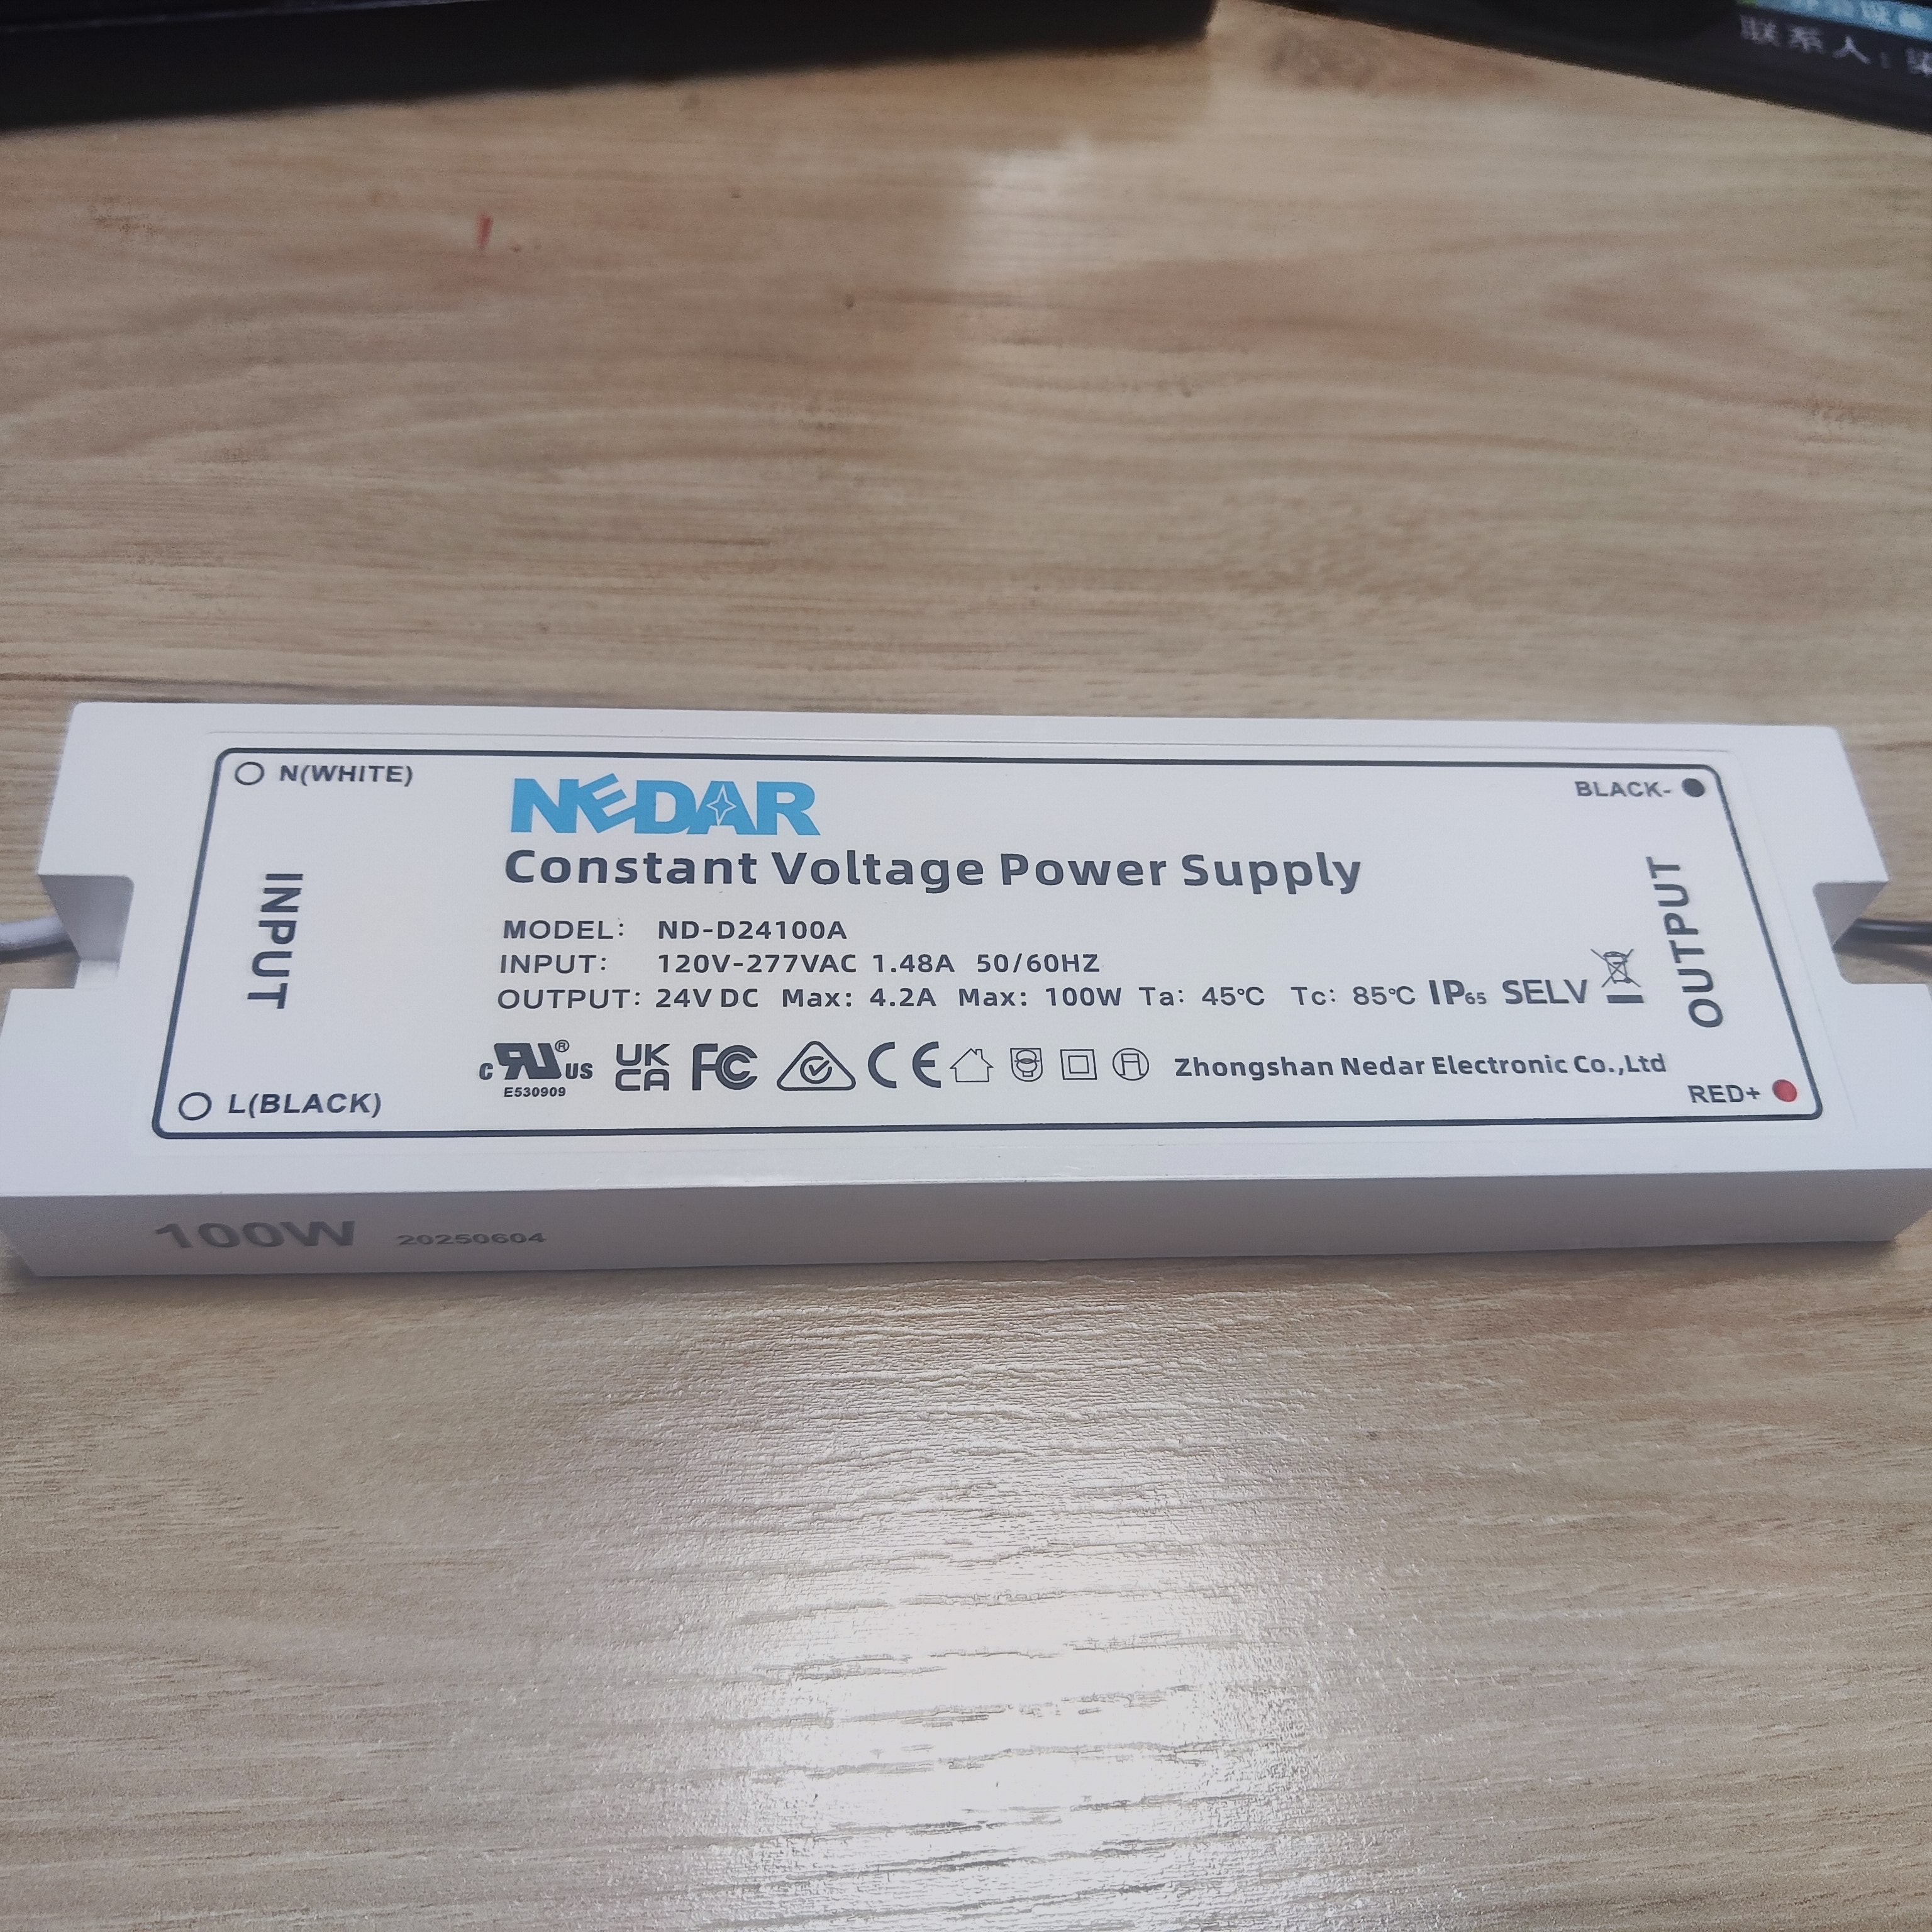 联系人:
N(WHITE)
NEDAR
BLACK-
Constant Voltage Power Supply
INPUT
OUTPUT
MODEL: ND-D24100A
INPUT: 120V-277VAC 1.48A 50/60HZ
OUTPUT: 24V DC Max: 4.2A Max: 100W Ta: 45℃ Tc: 85℃ IP65 SELV
c RU ® US
E530909
UK
CA
FC
CE
Zhongshan Nedar Electronic Co.,Ltd
L(BLACK)
RED+
100W 20250604